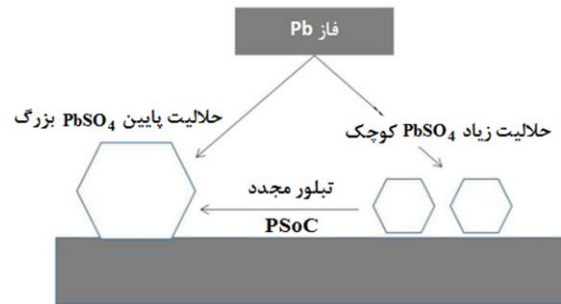 فاز Pb
حلالیت پایین PbSO₄ بزرگ
حلالیت زیاد PbSO₄ کوچک
تبلور مجدد
PSoC